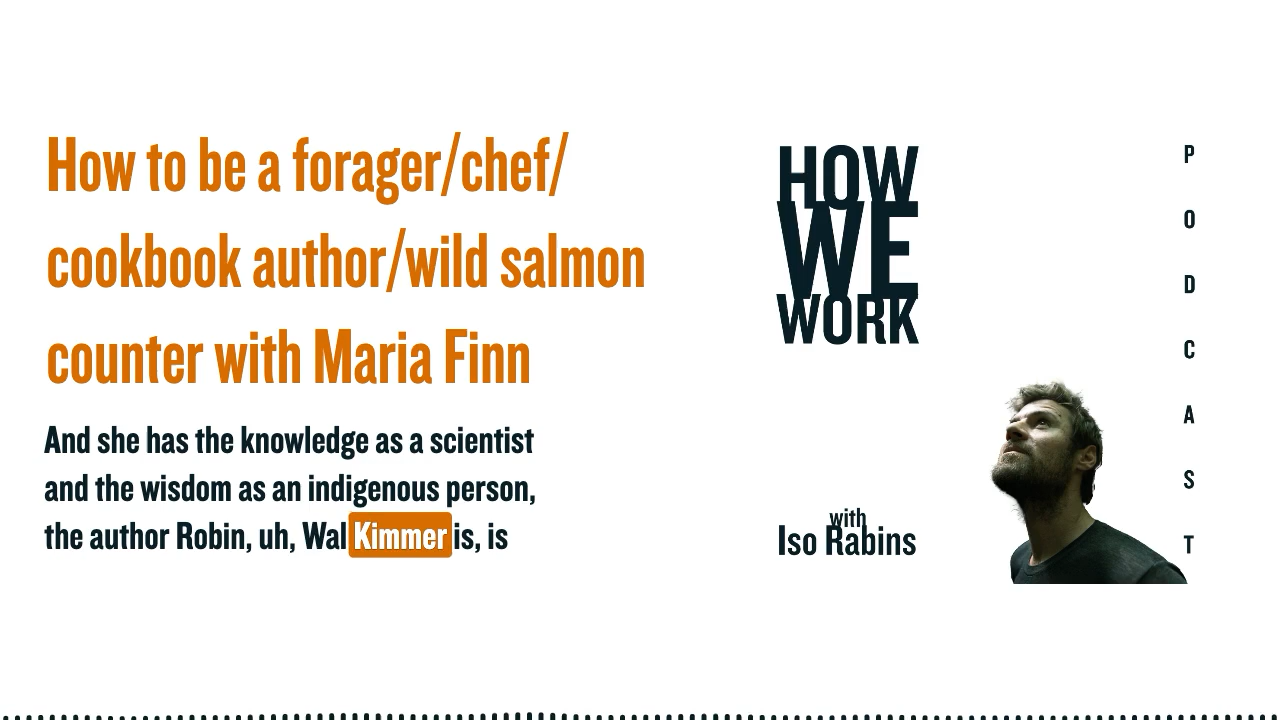 How to be a forager/chef/
cookbook author/wild salmon
counter with Maria Finn
And she has the knowledge as a scientist
and the wisdom as an indigenous person,
the author Robin, uh, Wal Kimmer is, is
HOW
WE
WORK
with
Iso Rabins
PODCAST